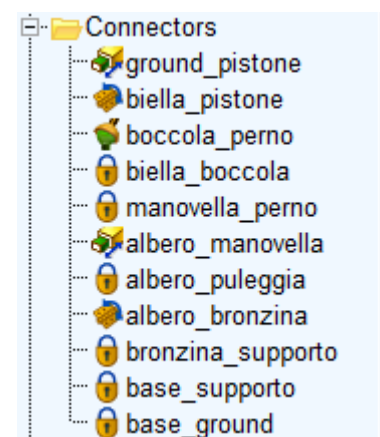 Connectors
ground_pistone
biella_pistone
boccola_perno
biella_boccola
manovella_perno
albero_manovella
albero_puleggia
albero_bronzina
bronzina_supporto
base_supporto
base_ground